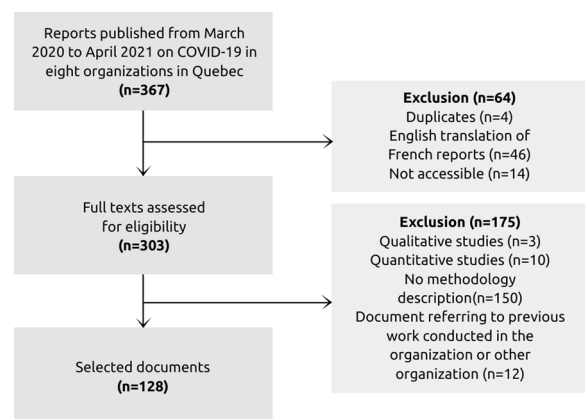 Reports published from March
2020 to April 2021 on COVID-19 in
eight organizations in Quebec
(n=367)
Exclusion (n=64)
Duplicates (n=4)
English translation of
French reports (n=46)
Not accessible (n=14)
Full texts assessed
for eligibility
(n=303)
Exclusion (n=175)
Qualitative studies (n=3)
Quantitative studies (n=10)
No methodology
description(n=150)
Document referring to previous
work conducted in the
organization or other
organization (n=12)
Selected documents
(n=128)